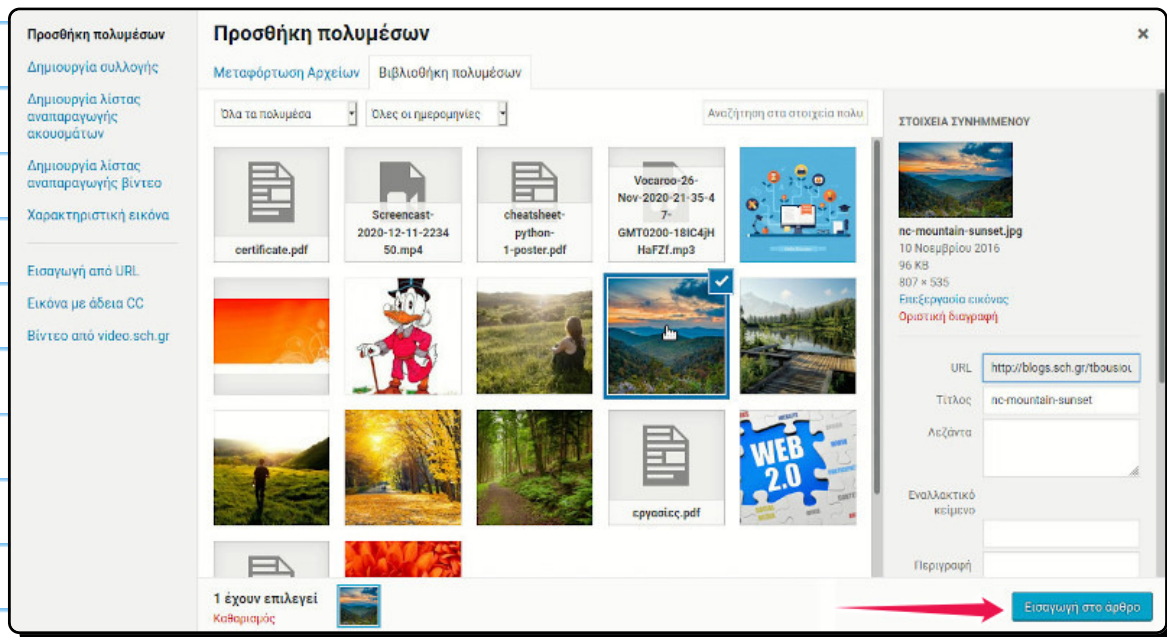 Προσθήκη πολυμέσων
Δημιουργία συλλογής
Δημιουργία λίστας
αναπαραγωγής
ακουσμάτων
Δημιουργία λίστας
αναπαραγωγής βίντεο
Χαρακτηριστική εικόνα
Εισαγωγή από URL
Εικόνα με άδεια CC
Βίντεο από video.sch.gr
Προσθήκη πολυμέσων
Μεταφόρτωση Αρχείων
Βιβλιοθήκη πολυμέσων
Όλα τα πολυμέσα
Όλες οι ημερομηνίες
Αναζήτηση στα στοιχεία πολυ
certificate.pdf
Screencast-
2020-12-11-2234
50.mp4
cheatsheet-
python-
1-poster.pdf
Vocaroo-26-
Nov-2020-21-35-4
7-
GMT0200-18IC4jH
HaFZf.mp3
εργασίες.pdf
WEB
2.0
1 έχουν επιλεγεί
Καθαρισμός
ΣΤΟΙΧΕΙΑ ΣΥΝΗΜΜΕΝΟΥ
nc-mountain-sunset.jpg
10 Νοεμβρίου 2016
96 KB
807 × 535
Επεξεργασία εικόνας
Οριστική διαγραφή
URL
http://blogs.sch.gr/tbousiou
Τίτλος
nc-mountain-sunset
Λεζάντα
Εναλλακτικό
κείμενο
Περιγραφή
Εισαγωγή στο άρθρο